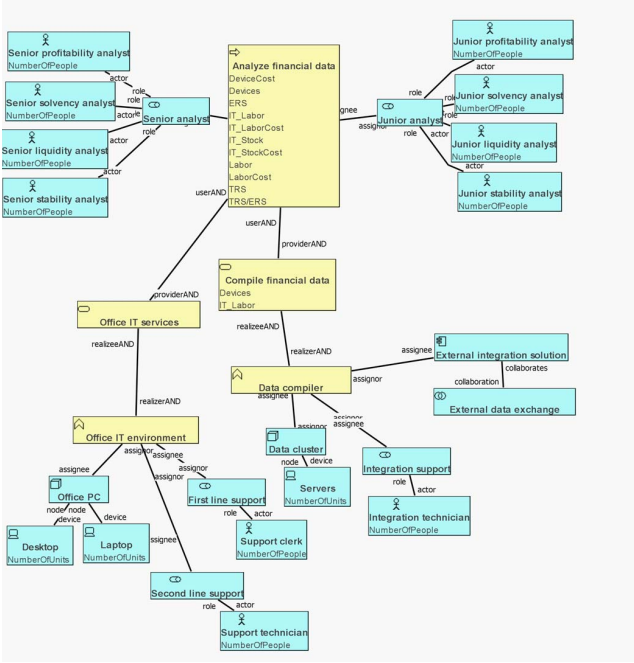 Senior profitability analyst
NumberOfPeople
actor
role
Senior solvency analyst
NumberOfPeople
role
actor
role
Senior analyst
Senior liquidity analyst
NumberOfPeople
actor
role
Senior stability analyst
NumberOfPeople
actor
Analyze financial data
DeviceCost
Devices
ERS
IT_Labor
IT_LaborCost
IT_Stock
IT_StockCost
Labor
LaborCost
TRS
TRS/ERS
userAND
userAND
gnee
assignor
Junior profitability analyst
NumberOfPeople
actor
role
Junior solvency analyst
NumberOfPeople
role
Junior analyst
role
actor
Junior liquidity analyst
NumberOfPeople
actor
Junior stability analyst
NumberOfPeople
providerAND
Compile financial data
Devices
IT_Labor
providerAND
Office IT services
realizeeAND
realizeeAND
realizerAND
Data compiler
assignee
assignor
assignee
External integration solution
collaborates
collaboration
External data exchange
realizerAND
Office IT environment
assignor
assignee
assignor
assignor
assignor
assignee
assignor
Data cluster
node
device
Servers
NumberOfUnits
Integration support
role
actor
Integration technician
NumberOfPeople
assignee
Office PC
node
node
device
device
Desktop
NumberOfUnits
Laptop
NumberOfUnits
First line support
role
actor
Support clerk
NumberOfPeople
ssignee
Second line support
role
actor
Support technician
NumberOfPeople